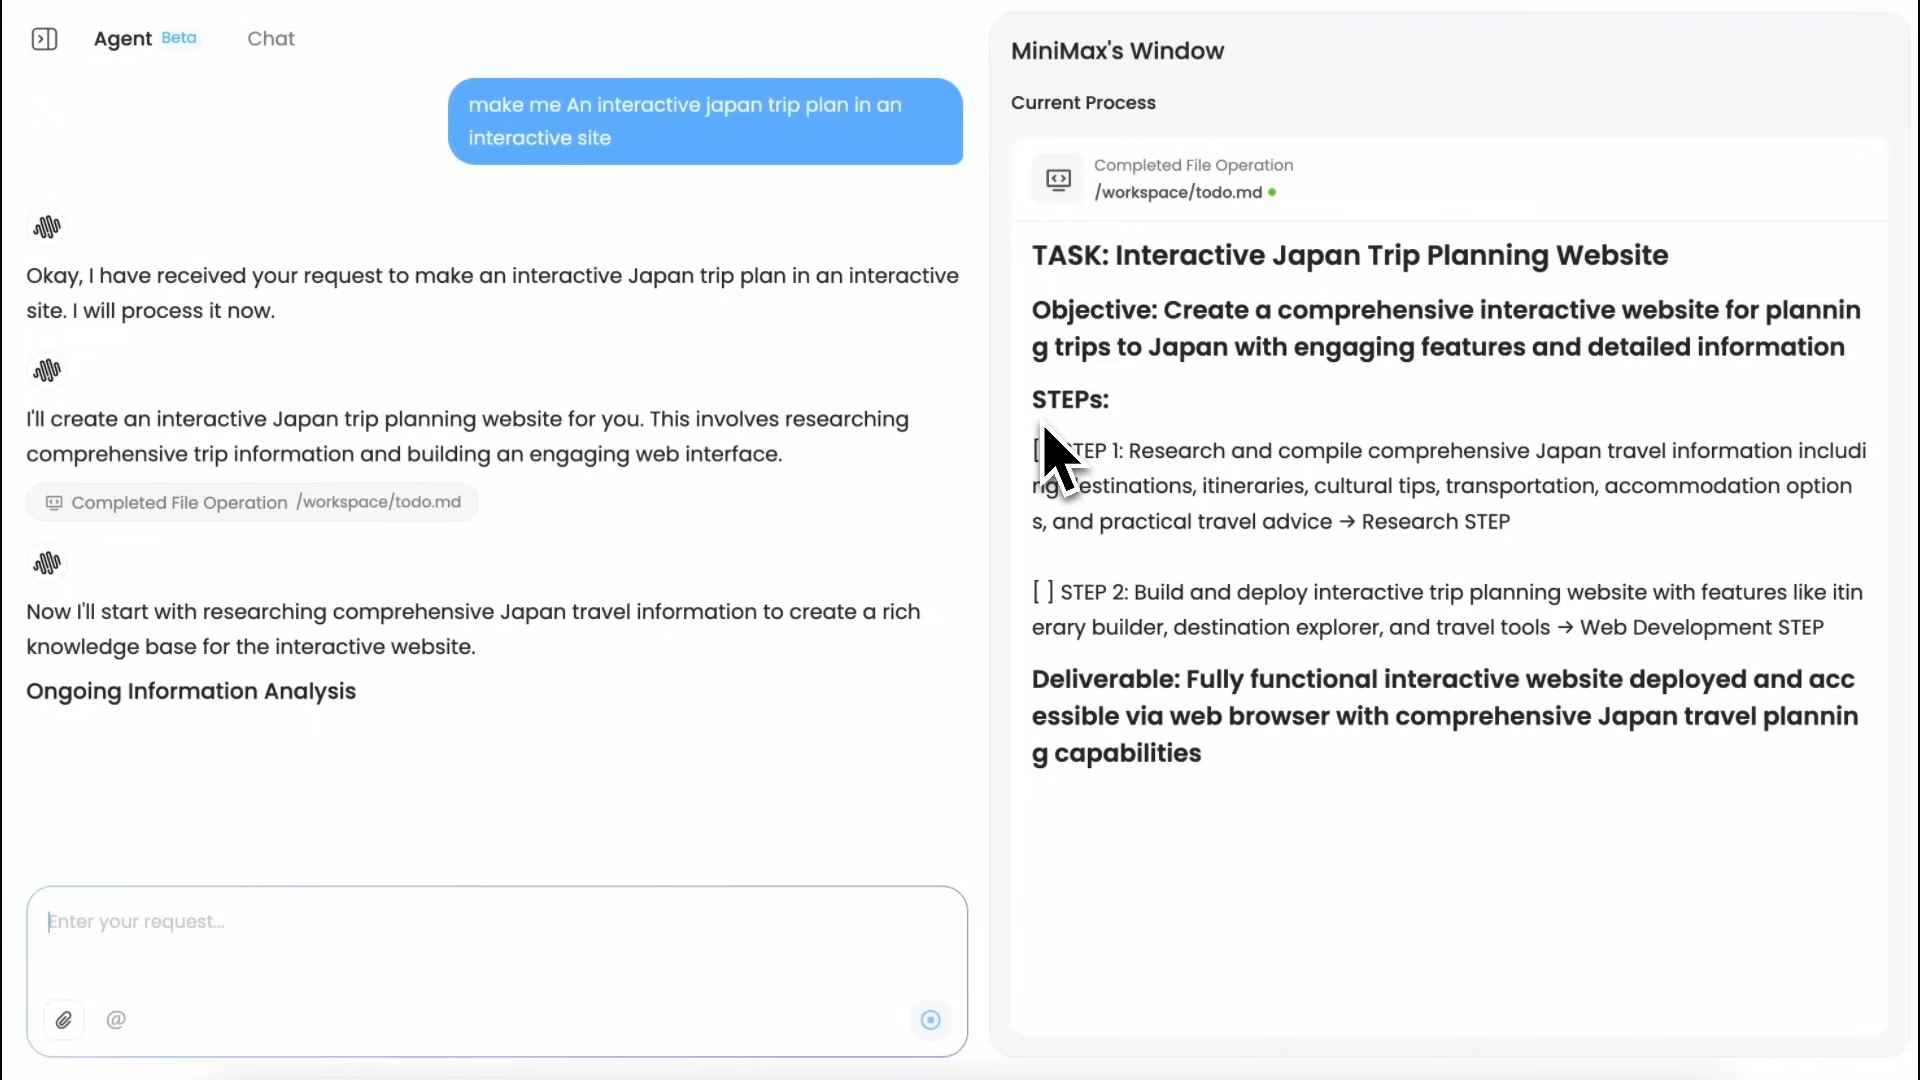 Agent Beta Chat
make me An interactive japan trip plan in an
interactive site
Okay, I have received your request to make an interactive Japan trip plan in an interactive
site. I will process it now.
I'll create an interactive Japan trip planning website for you. This involves researching
comprehensive trip information and building an engaging web interface.
Completed File Operation /workspace/todo.md
Now I'll start with researching comprehensive Japan travel information to create a rich
knowledge base for the interactive website.
Ongoing Information Analysis
Enter your request...
@
MiniMax's Window
Current Process
Completed File Operation
/workspace/todo.md
TASK: Interactive Japan Trip Planning Website
Objective: Create a comprehensive interactive website for plannin
g trips to Japan with engaging features and detailed information
STEPs:
[ TEP 1: Research and compile comprehensive Japan travel information includi
ng estinations, itineraries, cultural tips, transportation, accommodation option
s, and practical travel advice → Research STEP
[ ] STEP 2: Build and deploy interactive trip planning website with features like itin
erary builder, destination explorer, and travel tools → Web Development STEP
Deliverable: Fully functional interactive website deployed and acc
essible via web browser with comprehensive Japan travel plannin
g capabilities